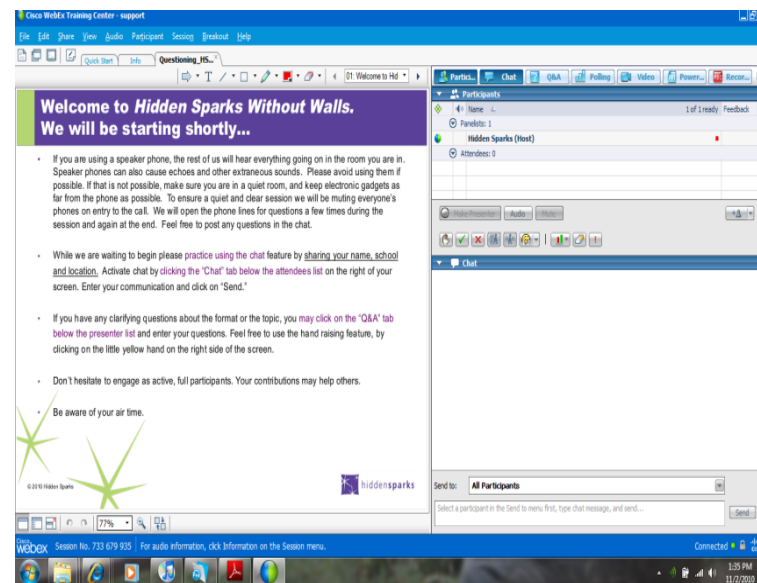 Cisco WebEx Training Center - support
File Edit Share View Audio Participant Session Breakout Help
Quick Start Info Questioning_HS...
01. Welcome to Hid
Welcome to Hidden Sparks Without Walls.
We will be starting shortly...
If you are using a speaker phone, the rest of us will hear everything going on in the room you are in.
Speaker phones can also cause echoes and other extraneous sounds. Please avoid using them if
possible. If that is not possible, make sure you are in a quiet room, and keep electronic gadgets as
far from the phone as possible. To ensure a quiet and clear session we will be muting everyone's
phones on entry to the call. We will open the phone lines for questions a few times during the
session and again at the end. Feel free to post any questions in the chat.
While we are waiting to begin please practice using the chat feature by sharing your name, school
and location. Activate chat by clicking the "Chat" tab below the attendees list on the right of your
screen. Enter your communication and click on "Send."
If you have any clarifying questions about the format or the topic, you may click on the "Q&A" tab
below the presenter list and enter your questions. Feel free to use the hand raising feature, by
clicking on the little yellow hand on the right side of the screen.
Don't hesitate to engage as active, full participants. Your contributions may help others.
Be aware of your air time.
©2010 Hidden Sparks
hiddensparks
77%
Partici... Chat Q&A Polling Video Power... Recor...
Participants
Name 1 of 1 ready Feedback
Panelists: 1
Hidden Sparks (Host)
Attendees: 0
Make Presenter Audio Mute
Chat
Send to: All Participants
Select a participant in the Send to menu first, type chat message, and send...
Send
Cisco WebEx Session No. 733 679 935 For audio information, click Information on the Session menu.
Connected
1:35 PM
11/2/2010